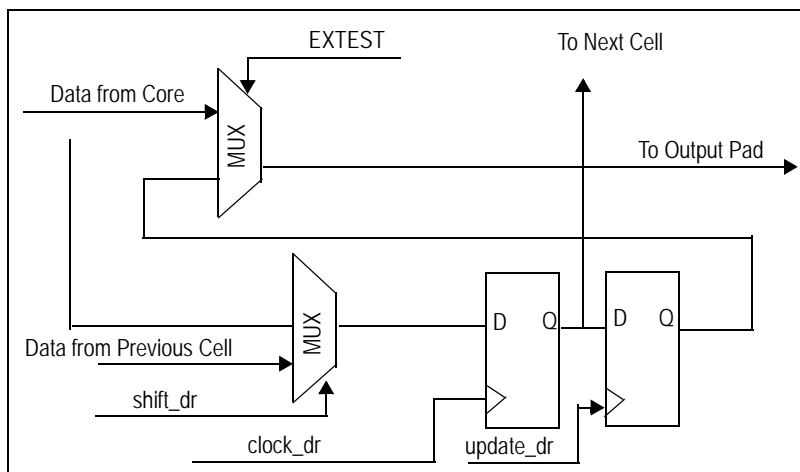 EXTEST
To Next Cell
Data from Core
MUX
To Output Pad
MUX
D Q
D Q
Data from Previous Cell
shift_dr
clock_dr
update_dr